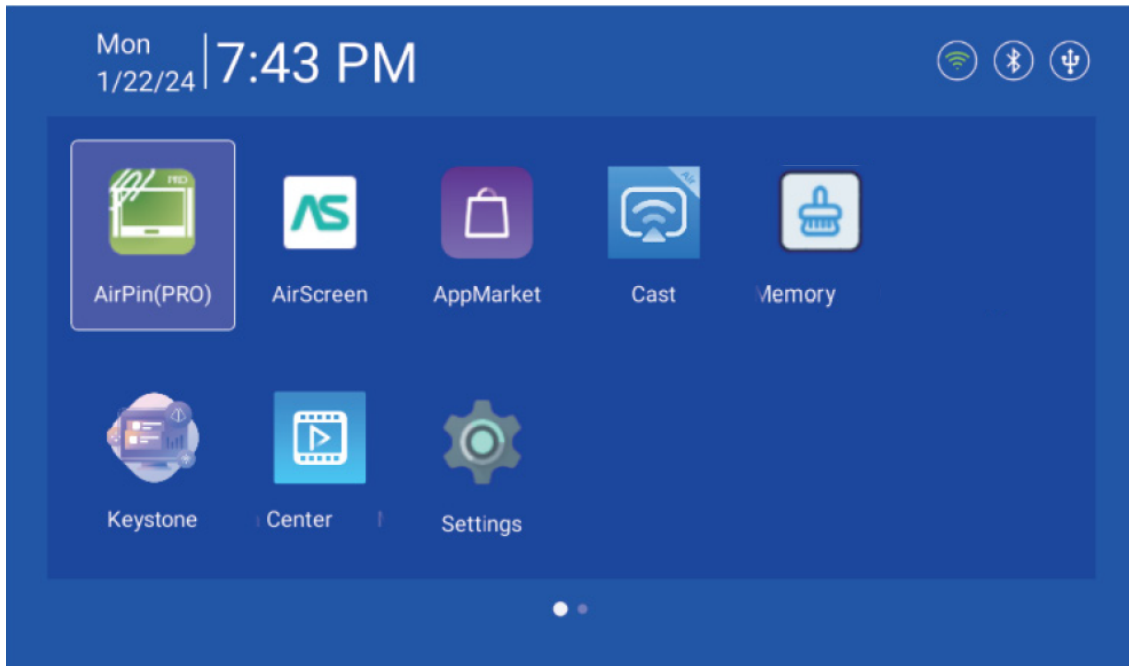 Mon
1/22/24
7:43 PM
PRO
AS
Air
AirPin(PRO)
AirScreen
AppMarket
Cast
Memory
Keystone
Center
Settings